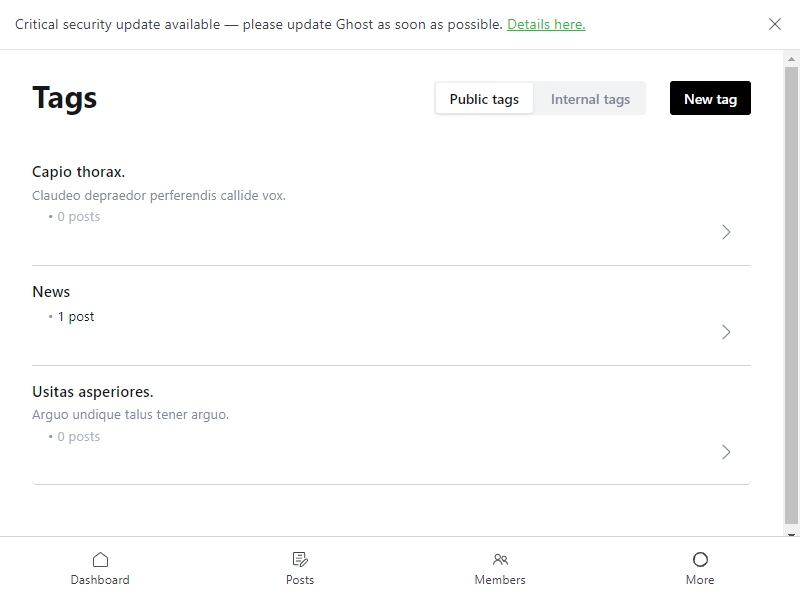 Critical security update available — please update Ghost as soon as possible. Details here.
Tags
Public tags
Internal tags
New tag
Capio thorax.
Claudeo depraedor perferendis callide vox.
• 0 posts
News
• 1 post
Usitas asperiores.
Arguo undique talus tener arguo.
• 0 posts
Dashboard
Posts
Members
More